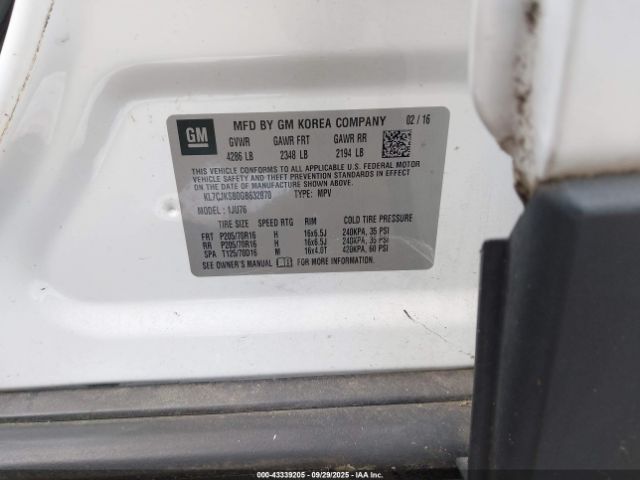 GM
MFD BY GM KOREA COMPANY 02/16
GVWR GAWR FRT GAWR RR
4286 LB 2348 LB 2194 LB
THIS VEHICLE CONFORMS TO ALL APPLICABLE U.S. FEDERAL MOTOR
VEHICLE SAFETY AND THEFT PREVENTION STANDARDS IN EFFECT ON
THE DATE OF MANUFACTURE SHOWN ABOVE.
TYPE: MPV
MODEL: 1JU76
TIRE SIZE SPEED RTG RIM COLD TIRE PRESSURE
FRT P205/70R16 H 16x6.5J 240KPA, 35 PSI
RR P205/70R16 H 16x6.5J 240KPA, 35 PSI
SPA T125/70D16 M 16x4.0T 420KPA, 60 PSI
SEE OWNER'S MANUAL FOR MORE INFORMATION.
000-43339205 - 09/29/2025 - IAAI.com